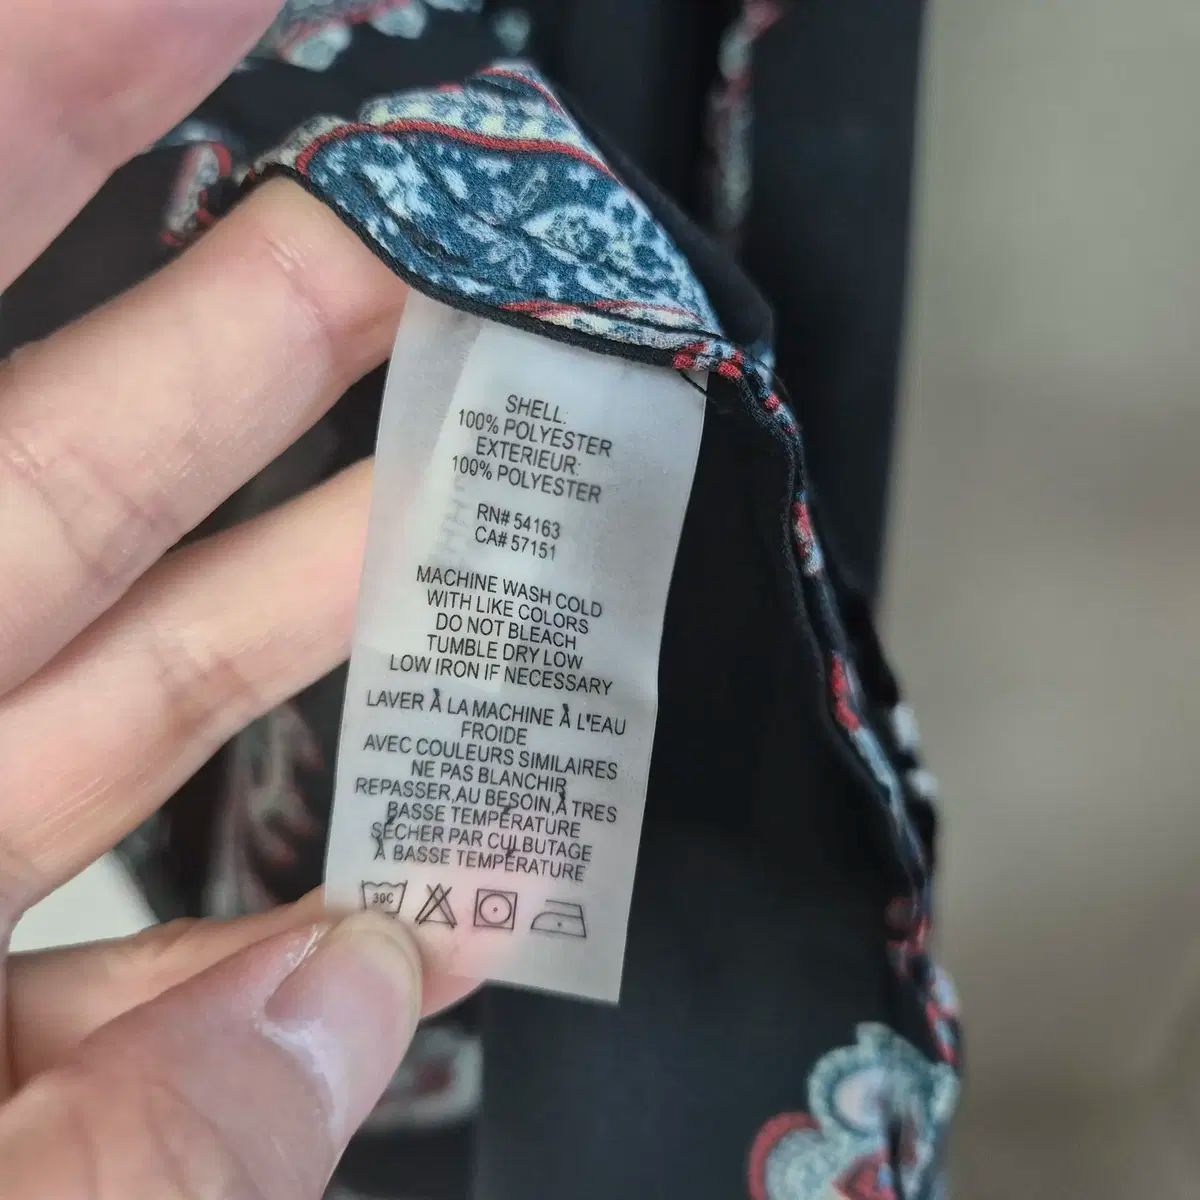 SHELL:
100% POLYESTER
EXTERIEUR:
100% POLYESTER
RN# 54163
CA# 57151
MACHINE WASH COLD
WITH LIKE COLORS
DO NOT BLEACH
TUMBLE DRY LOW
LOW IRON IF NECESSARY
LAVER À LA MACHINE À L'EAU
FROIDE
AVEC COULEURS SIMILAIRES
NE PAS BLANCHIR
REPASSER,AU BESOIN,À TRES
BASSE TEMPÉRATURE
SÉCHER PAR CULBUTAGE
À BASSE TEMPÉRATURE
30C